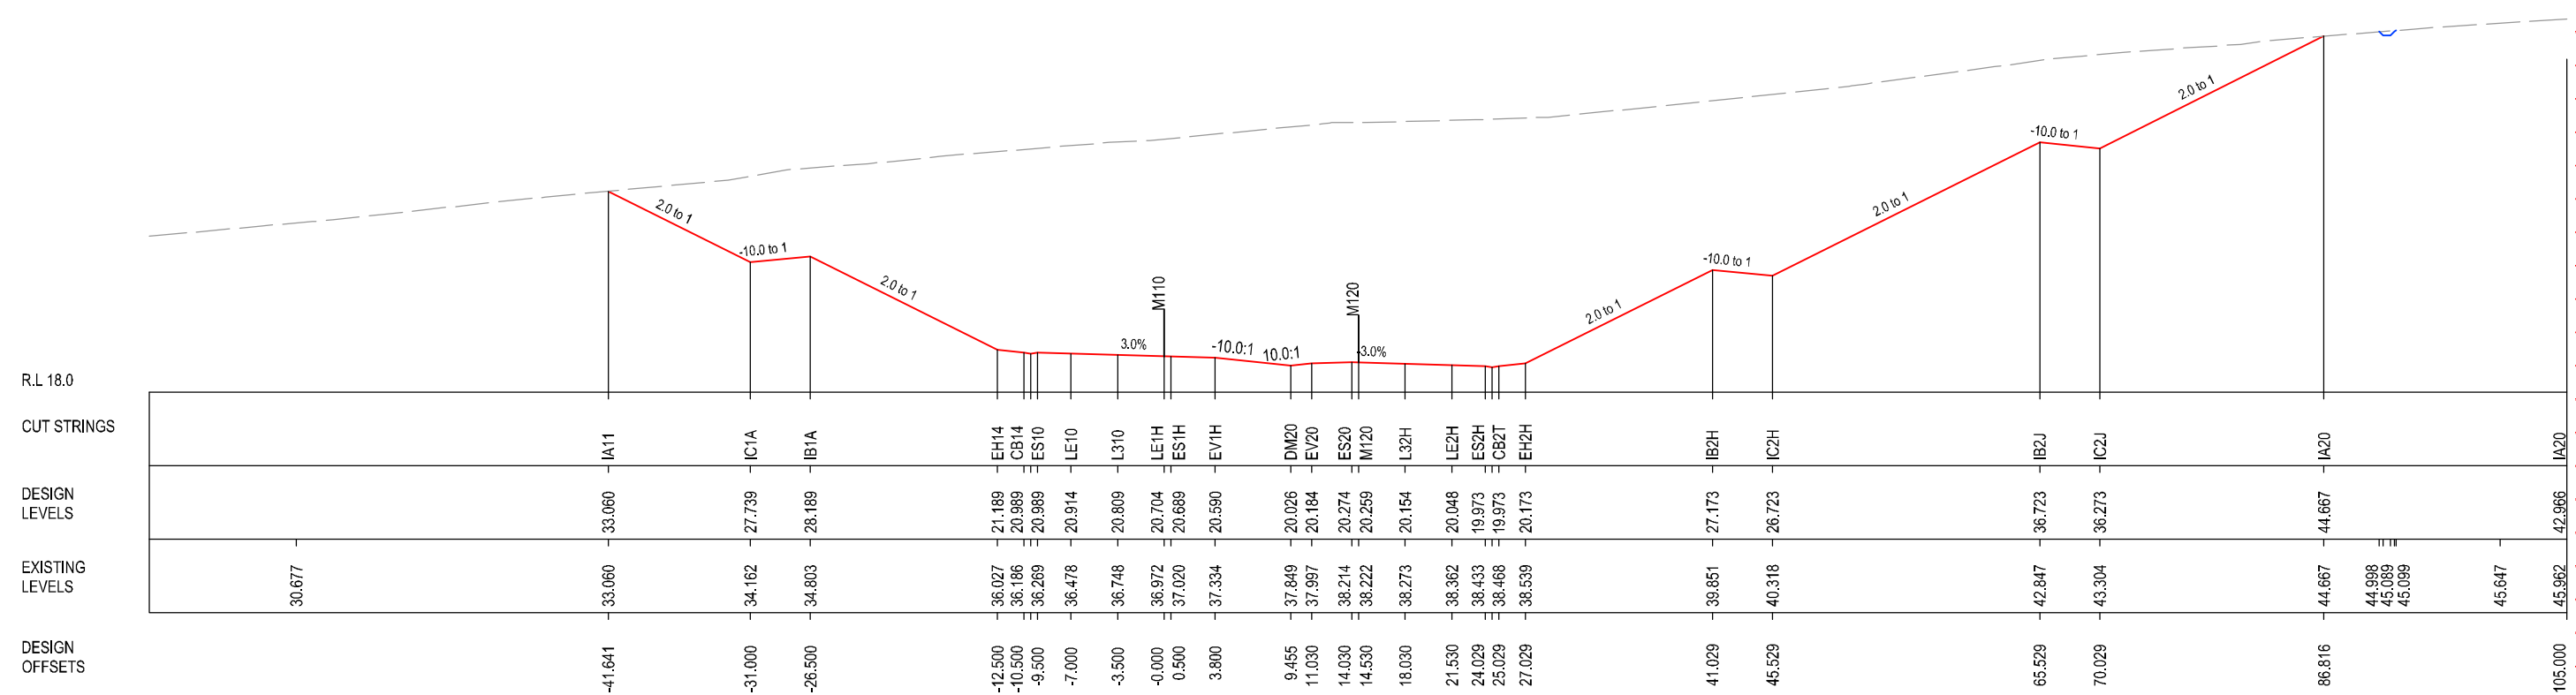 2.0 to 1
-10.0 to 1
2.0 to 1
3.0%
M110
-10.0:1
10.0:1
M120
-3.0%
2.0 to 1
-10.0 to 1
2.0 to 1
-10.0 to 1
2.0 to 1
R.L 18.0
CUT STRINGS
IA11 IC1A IB1A EH14 CB14 ES10 LE10 L310 LE1H ES1H EV1H DM20 EV20 ES20 M120 L32H LE2H ES2H CB2T EH2H IB2H IC2H IB2J IC2J IA20 IA20
DESIGN
LEVELS
33.060 27.739 28.189 21.189 20.989 20.989 20.914 20.809 20.704 20.689 20.590 20.026 20.184 20.274 20.259 20.154 20.048 19.973 19.973 20.173 27.173 26.723 36.723 36.273 44.667 42.966
EXISTING
LEVELS
30.677 33.060 34.162 34.803 36.027 36.186 36.269 36.478 36.748 36.972 37.020 37.334 37.849 37.997 38.214 38.222 38.273 38.362 38.433 38.468 38.539 39.851 40.318 42.847 43.304 44.667 44.998 45.089 45.099 45.647 45.962
DESIGN
OFFSETS
-41.641 -31.000 -26.500 -12.500 -10.500 -9.500 -7.000 -3.500 -0.000 0.500 3.800 9.455 11.030 14.030 14.530 18.030 21.530 24.029 25.029 27.029 41.029 45.529 65.529 70.029 86.816 105.000